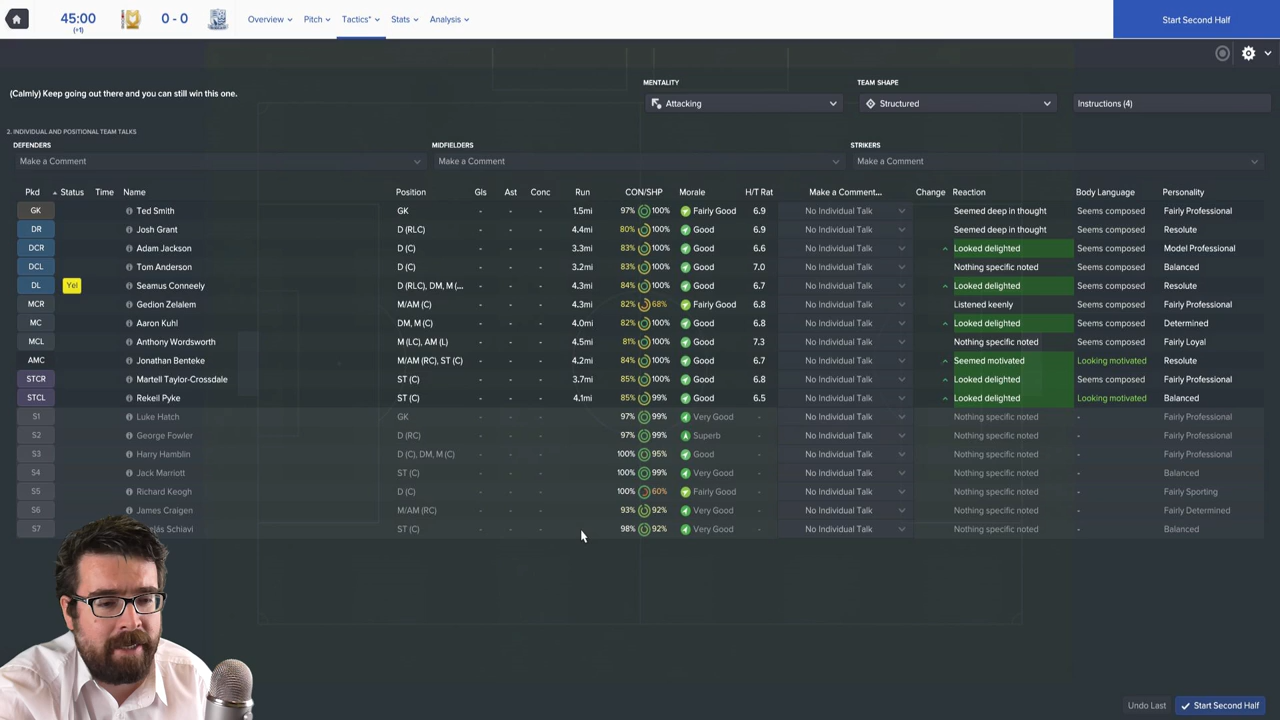 45:00
(+1)
0 - 0
Overview
Pitch
Tactics*
Stats
Analysis
Start Second Half
(Calmly) Keep going out there and you can still win this one.
MENTALITY
Attacking
TEAM SHAPE
Structured
Instructions (4)
2. INDIVIDUAL AND POSITIONAL TEAM TALKS
DEFENDERS
Make a Comment
MIDFIELDERS
Make a Comment
STRIKERS
Make a Comment
Pkd Status Time Name Position Gls Ast Conc Run CON/SHP Morale H/T Rat Make a Comment... Change Reaction Body Language Personality
GK Ted Smith GK - - - 1.5mi 97% 100% Fairly Good 6.9 No Individual Talk Seemed deep in thought Seems composed Fairly Professional
DR Josh Grant D (RLC) - - - 4.4mi 80% 100% Good 6.9 No Individual Talk Seemed deep in thought Seems composed Resolute
DCR Adam Jackson D (C) - - - 3.3mi 83% 100% Good 6.6 No Individual Talk Looked delighted Seems composed Model Professional
DCL Tom Anderson D (C) - - - 3.2mi 83% 100% Good 7.0 No Individual Talk Nothing specific noted Seems composed Balanced
DL Yel Seamus Conneely D (RLC), DM, M (... - - - 4.3mi 84% 100% Good 6.7 No Individual Talk Looked delighted Seems composed Resolute
MCR Gedion Zelalem M/AM (C) - - - 4.3mi 82% 68% Fairly Good 6.8 No Individual Talk Listened keenly Seems composed Fairly Professional
MC Aaron Kuhl DM, M (C) - - - 4.0mi 82% 100% Good 6.8 No Individual Talk Looked delighted Seems composed Determined
MCL Anthony Wordsworth M (LC), AM (L) - - - 4.5mi 81% 100% Good 7.3 No Individual Talk Nothing specific noted Seems composed Fairly Loyal
AMC Jonathan Benteke M/AM (RC), ST (C) - - - 4.2mi 84% 100% Good 6.7 No Individual Talk Seemed motivated Looking motivated Resolute
STCR Martell Taylor-Crossdale ST (C) - - - 3.7mi 85% 100% Good 6.8 No Individual Talk Looked delighted Seems composed Fairly Professional
STCL Rekeil Pyke ST (C) - - - 4.1mi 85% 99% Good 6.5 No Individual Talk Looked delighted Looking motivated Balanced
S1 Luke Hatch GK - - - 97% 99% Very Good - No Individual Talk Nothing specific noted - Fairly Professional
S2 George Fowler D (RC) - - - 97% 99% Superb - No Individual Talk Nothing specific noted - Fairly Professional
S3 Harry Hamblin D (C), DM, M (C) - - - 100% 95% Good - No Individual Talk Nothing specific noted - Fairly Professional
S4 Jack Marriott ST (C) - - - 100% 99% Very Good - No Individual Talk Nothing specific noted - Balanced
S5 Richard Keogh D (C) - - - 100% 60% Fairly Good - No Individual Talk Nothing specific noted - Fairly Sporting
S6 James Craigen M/AM (RC) - - - 93% 92% Very Good - No Individual Talk Nothing specific noted - Fairly Determined
S7 Schiavi ST (C) - - - 98% 92% Very Good - No Individual Talk Nothing specific noted - Balanced
Undo Last
Start Second Half